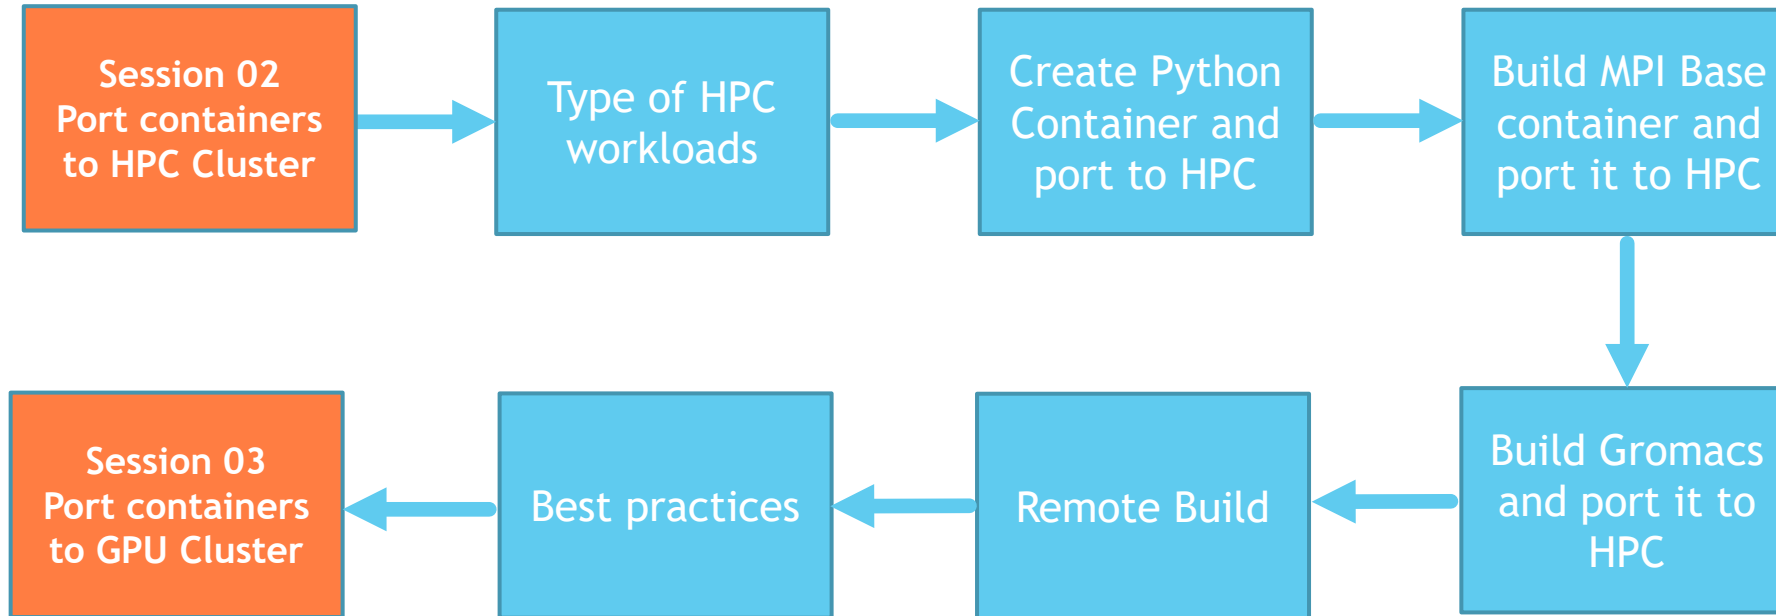 Session 02
Port containers
to HPC Cluster
Type of HPC
workloads
Create Python
Container and
port to HPC
Build MPI Base
container and
port it to HPC
Build Gromacs
and port it to
HPC
Remote Build
Best practices
Session 03
Port containers
to GPU Cluster